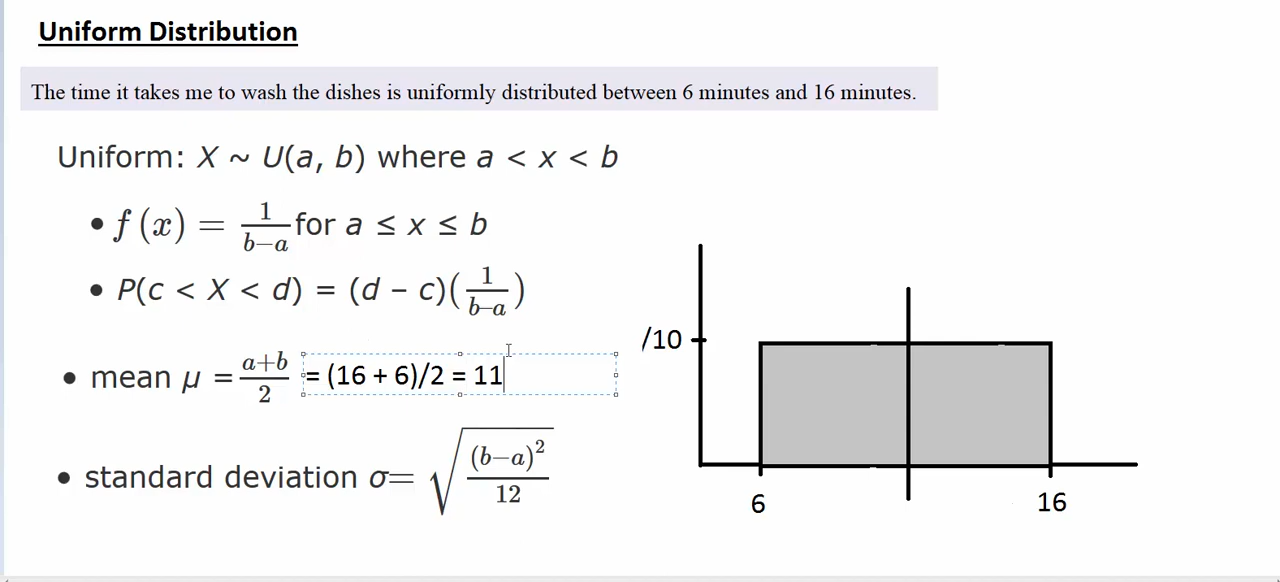 Uniform Distribution
The time it takes me to wash the dishes is uniformly distributed between 6 minutes and 16 minutes.
Uniform: X ~ U(a, b) where a < x < b
• f (x) = 1/(b−a) for a ≤ x ≤ b
• P(c < X < d) = (d – c)(1/(b–a))
/10
• mean μ = (a+b)/2 = (16 + 6)/2 = 11
• standard deviation σ= √((b−a)²/12)
6 16